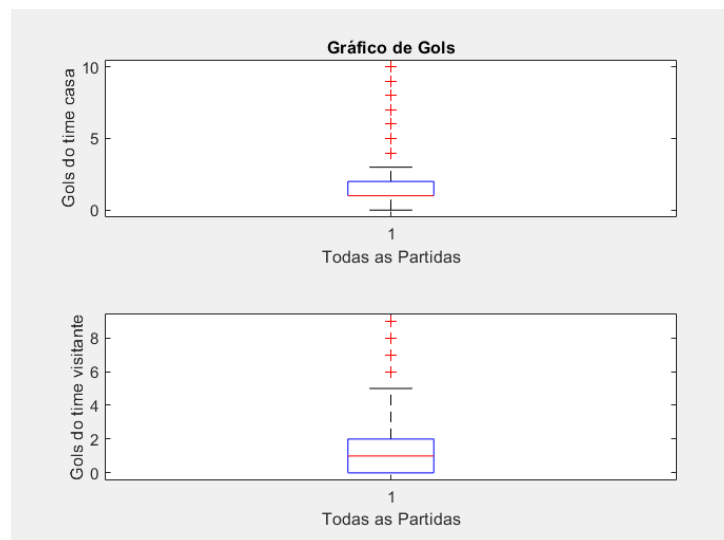 Gráfico de Gols
10
5
0
Gols do time casa
1
Todas as Partidas
8
6
4
2
0
Gols do time visitante
1
Todas as Partidas